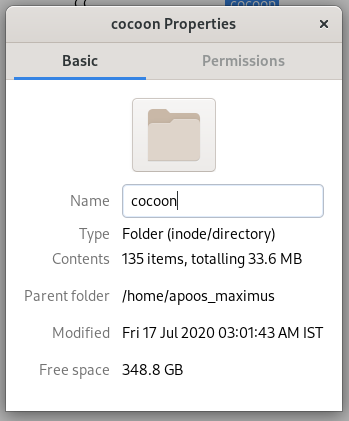 cocoon
cocoon Properties
Basic
Permissions
Name cocoon
Type Folder (inode/directory)
Contents 135 items, totalling 33.6 MB
Parent folder /home/apoos_maximus
Modified Fri 17 Jul 2020 03:01:43 AM IST
Free space 348.8 GB